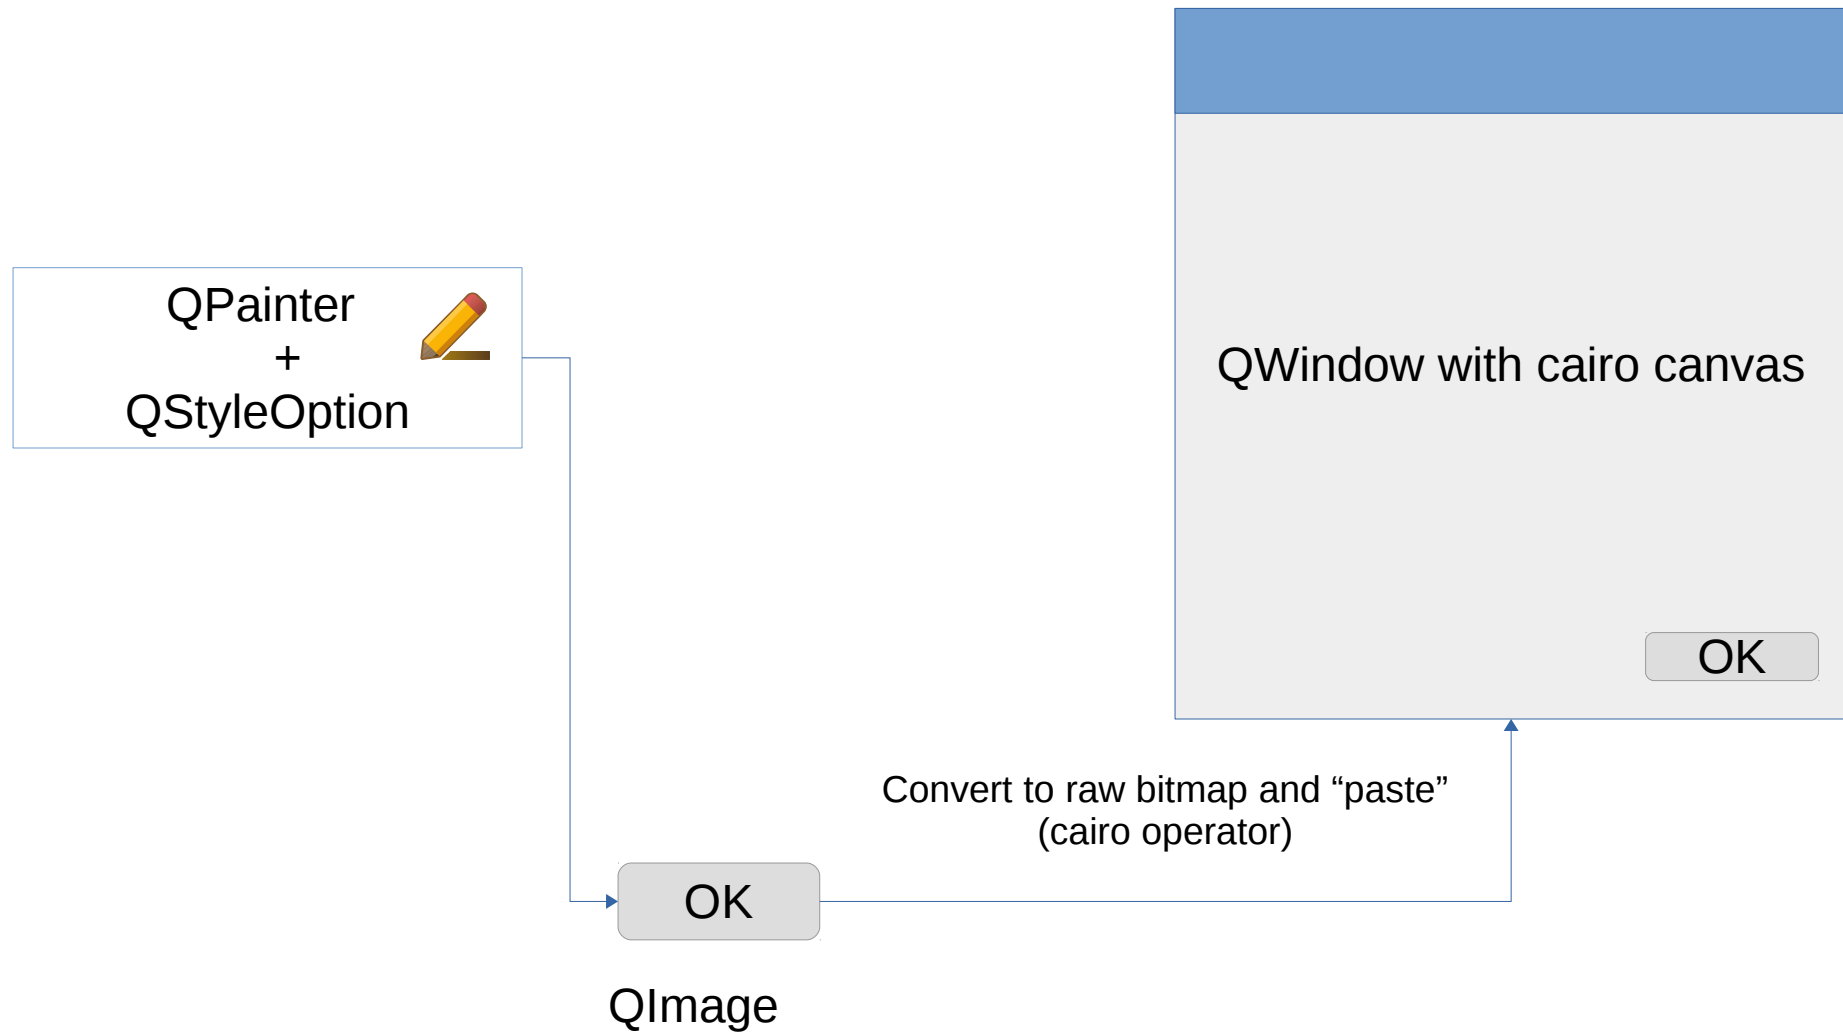 QPainter
+
QStyleOption
QWindow with cairo canvas
OK
Convert to raw bitmap and “paste”
(cairo operator)
OK
QImage